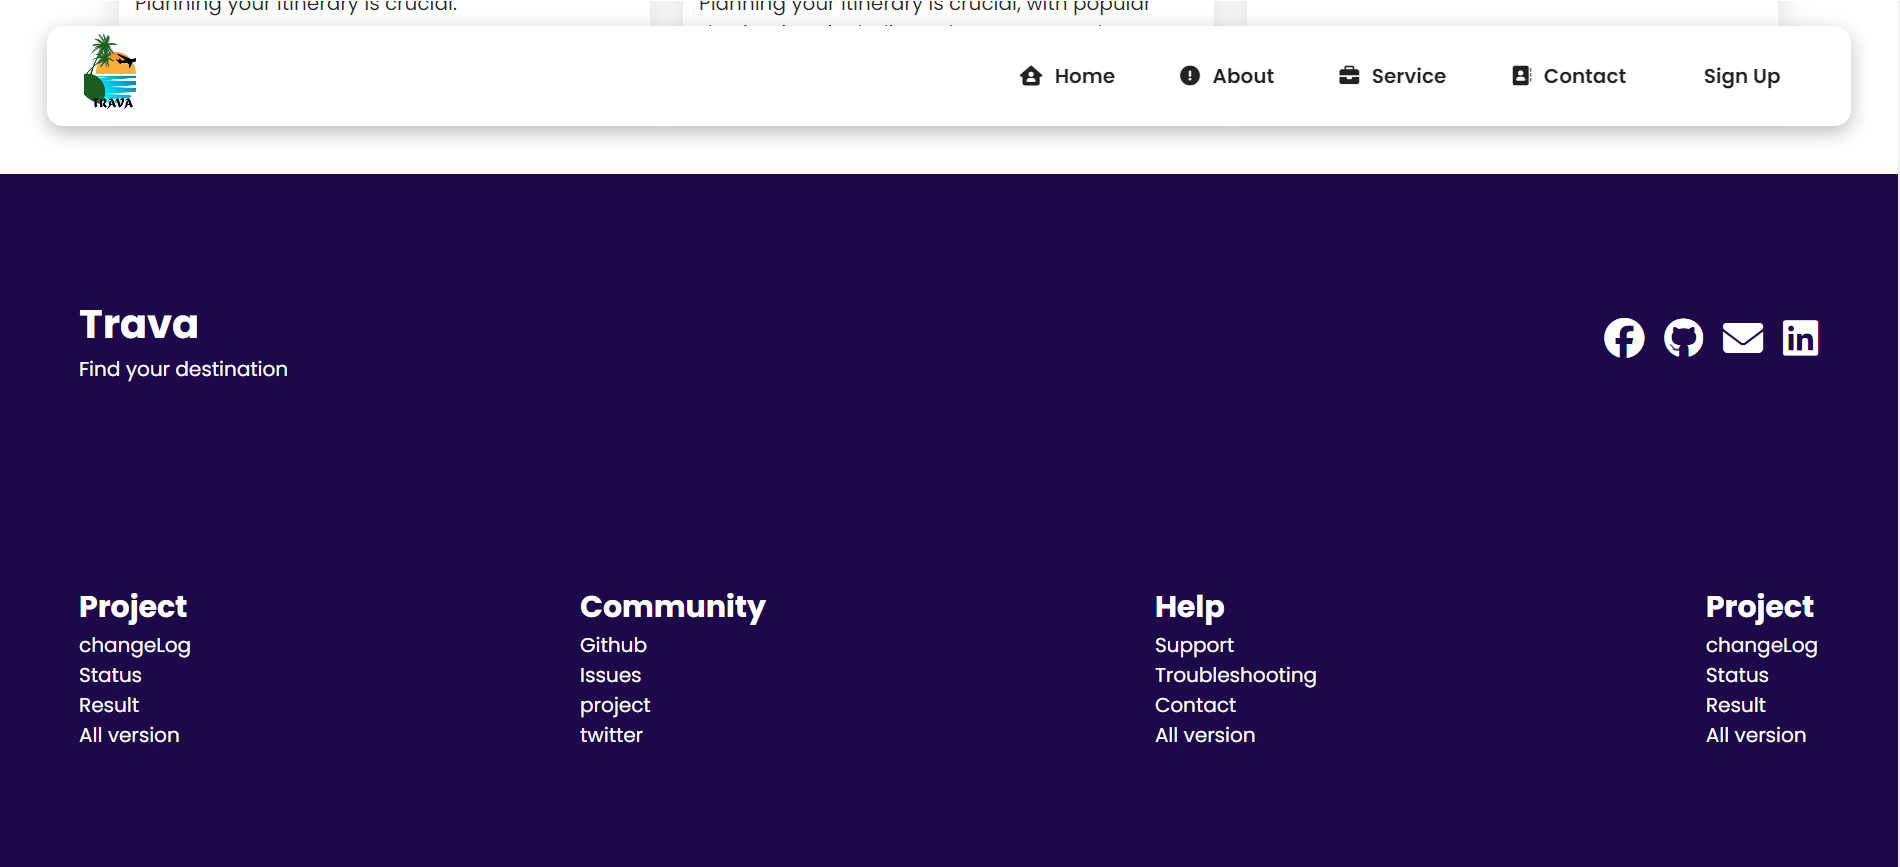 Planning your itinerary is crucial.
Planning your itinerary is crucial, with popular
TRAVA
Home
About
Service
Contact
Sign Up
Trava
Find your destination
Project
changeLog
Status
Result
All version
Community
Github
Issues
project
twitter
Help
Support
Troubleshooting
Contact
All version
Project
changeLog
Status
Result
All version